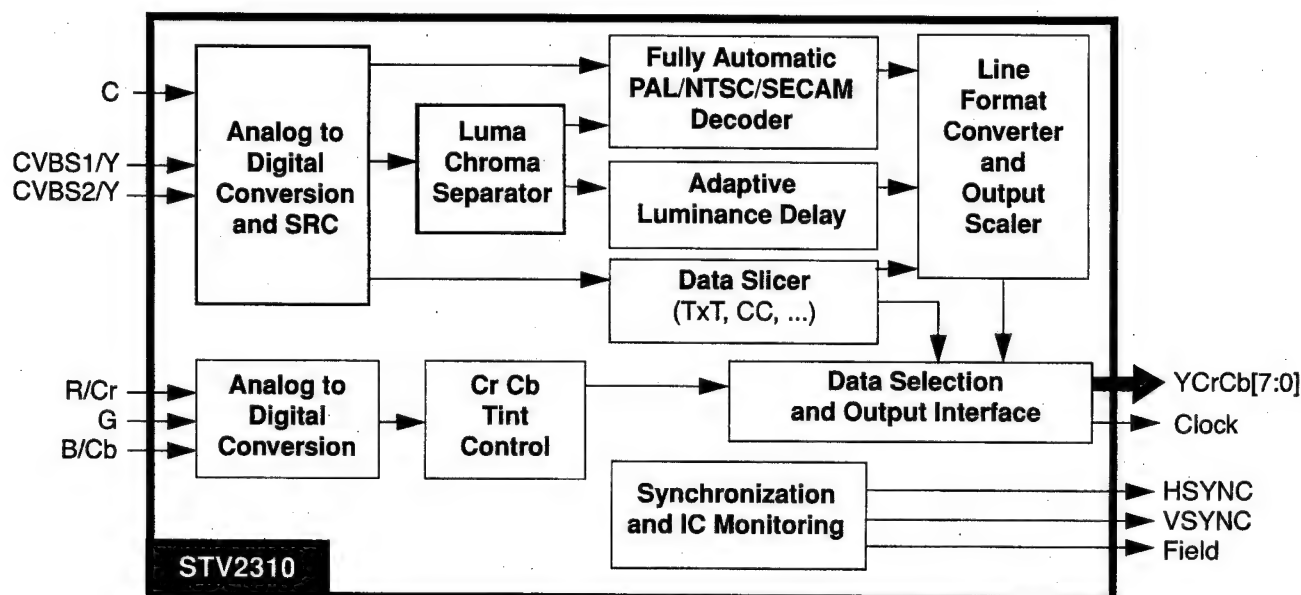 C
CVBS1/Y
CVBS2/Y
Analog to
Digital
Conversion
and SRC
Luma
Chroma
Separator
Fully Automatic
PAL/NTSC/SECAM
Decoder
Adaptive
Luminance Delay
Data Slicer
(TxT, CC, ...)
Line
Format
Converter
and
Output
Scaler
R/Cr
G
B/Cb
Analog to
Digital
Conversion
Cr Cb
Tint
Control
Data Selection
and Output Interface
YCrCb[7:0]
Clock
Synchronization
and IC Monitoring
HSYNC
VSYNC
Field
STV2310